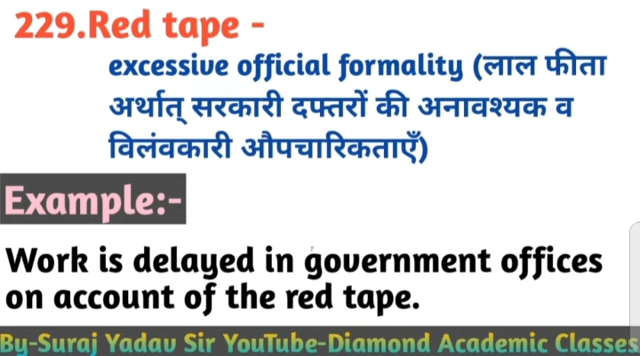 229.Red tape -
excessive official formality (लाल फीता
अर्थात् सरकारी दफ्तरों की अनावश्यक व
विलंवकारी औपचारिकताएँ)
Example:-
Work is delayed in government offices
on account of the red tape.
By-Suraj Yadav Sir YouTube-Diamond Academic Classes